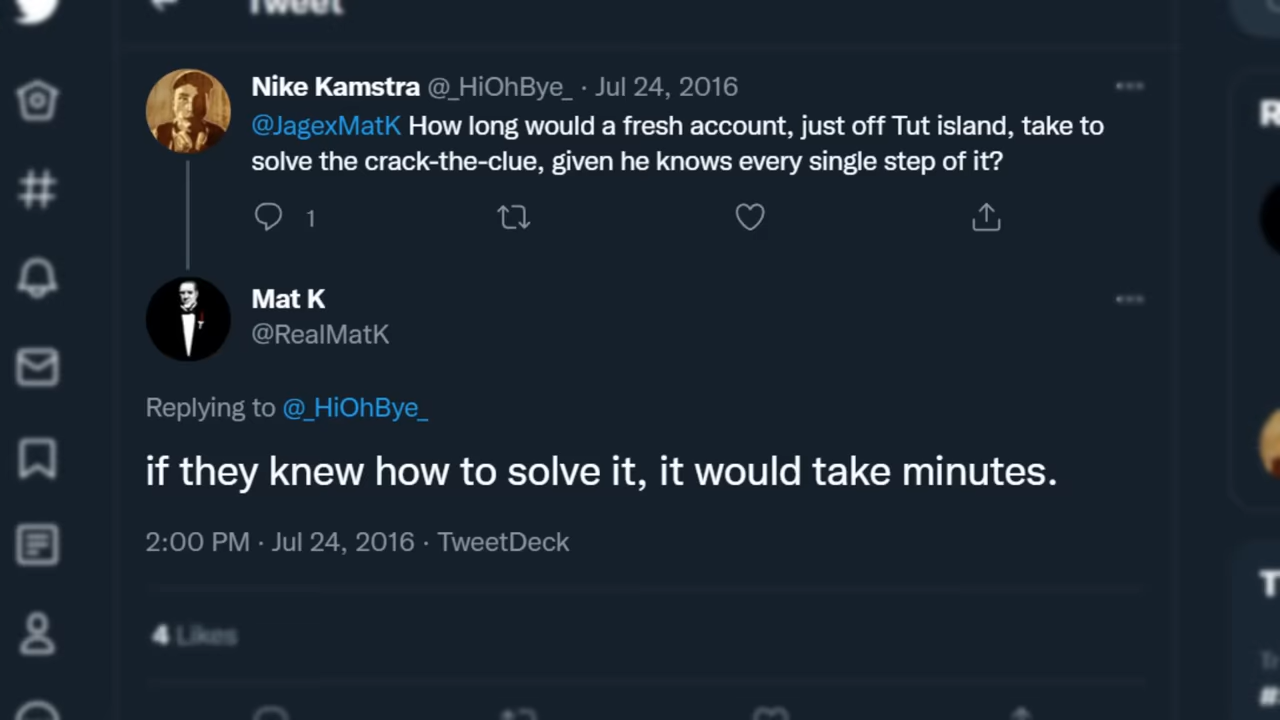 Tweet
Nike Kamstra @_HiOhBye_ · Jul 24, 2016
@JagexMatK How long would a fresh account, just off Tut island, take to
solve the crack-the-clue, given he knows every single step of it?
1
Mat K
@RealMatK
Replying to @_HiOhBye_
if they knew how to solve it, it would take minutes.
2:00 PM · Jul 24, 2016 · TweetDeck
4 Likes